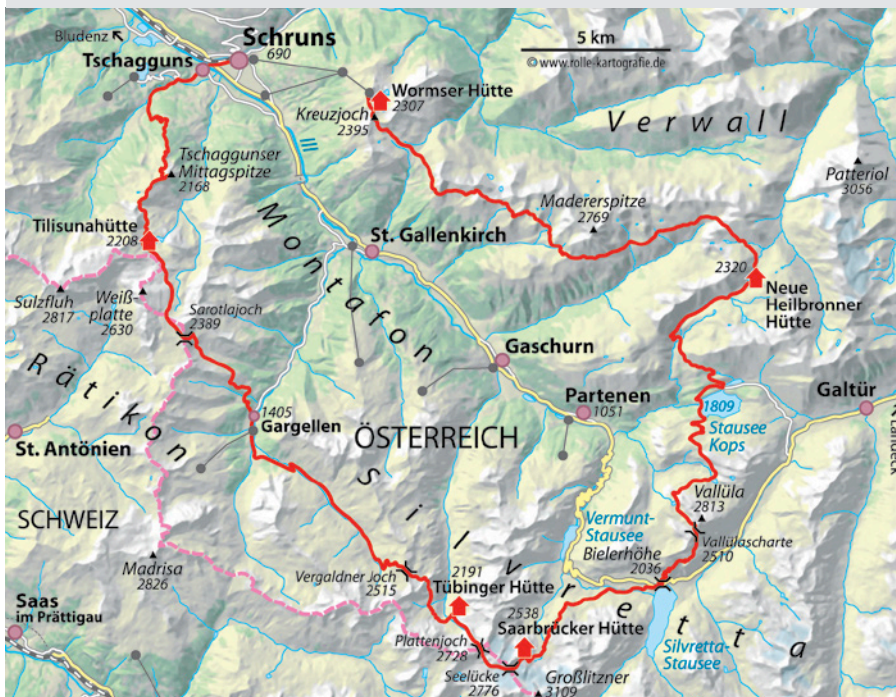 Bludenz
Schruns
690
Tschagguns
5 km
© www.rolle-kartografie.de
Wormser Hütte
2307
Kreuzjoch
2395
Verwall
Tschaggunser
Mittagspitze
2168
Patteriol
3056
Madererspitze
2769
Tilisunahütte
2208
Montafon
St. Gallenkirch
2320
Neue
Heilbronner
Hütte
Sulzfluh
2817
Weiß-
platte
2630
Sarotlajoch
2389
Rätikon
Gaschurn
Partenen
1051
Galtür
Landeck
1405
Gargellen
1809
Stausee
Kops
St. Antönien
ÖSTERREICH
SCHWEIZ
Silvretta
Vallüla
2813
Vermunt-
Stausee
Bielerhöhe
2036
Vallülascharte
2510
Madrisa
2826
Vergaldner Joch
2515
2191
Tübinger Hütte
2538
Saarbrücker Hütte
Saas
im Prättigau
Plattenjoch
2728
Seelücke
2776
Großlitzner
3109
Silvretta-
Stausee